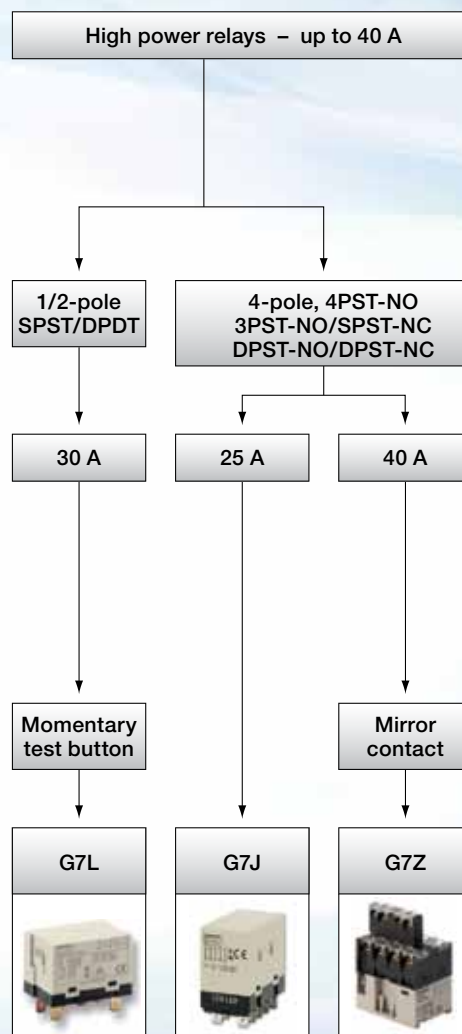 High power relays – up to 40 A
1/2-pole
SPST/DPDT
4-pole, 4PST-NO
3PST-NO/SPST-NC
DPST-NO/DPST-NC
30 A
25 A
40 A
Momentary
test button
Mirror
contact
G7L
G7J
G7Z